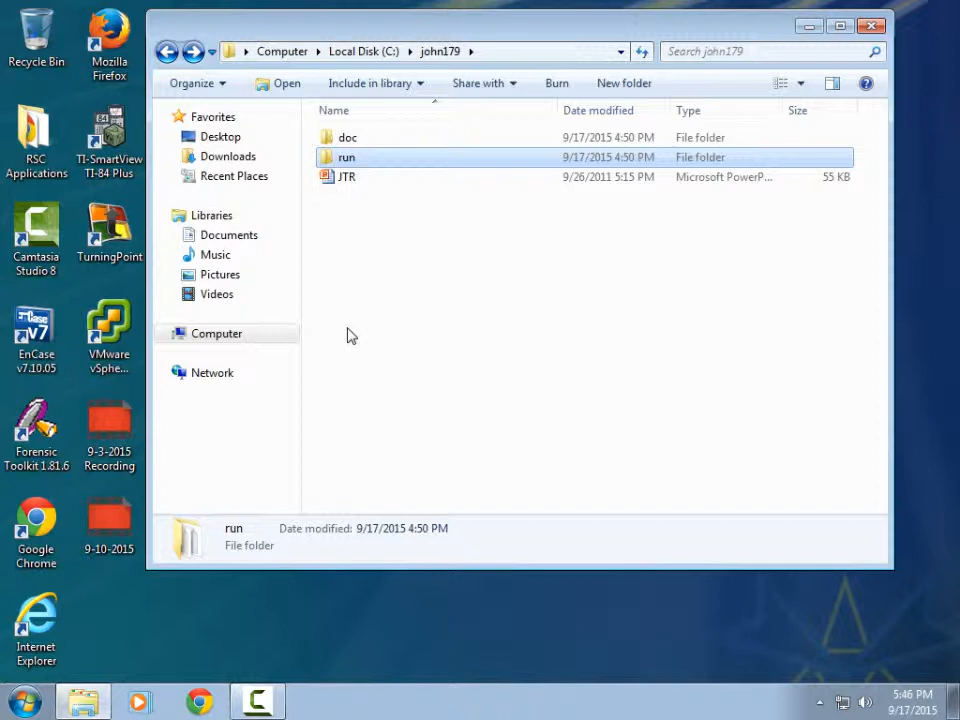 Recycle Bin
Mozilla
Firefox
RSC
Applications
TI-SmartView
TI-84 Plus
Camtasia
Studio 8
TurningPoint
EnCase
v7.10.05
VMware
vSphe...
Forensic
Toolkit 1.81.6
9-3-2015
Recording
Google
Chrome
9-10-2015
Internet
Explorer
Computer Local Disk (C:) john179
Search john179
Organize Open Include in library Share with Burn New folder
Favorites
Desktop
Downloads
Recent Places
Libraries
Documents
Music
Pictures
Videos
Computer
Network
Name Date modified Type Size
doc 9/17/2015 4:50 PM File folder
run 9/17/2015 4:50 PM File folder
JTR 9/26/2011 5:15 PM Microsoft PowerP... 55 KB
run Date modified: 9/17/2015 4:50 PM
File folder
5:46 PM
9/17/2015